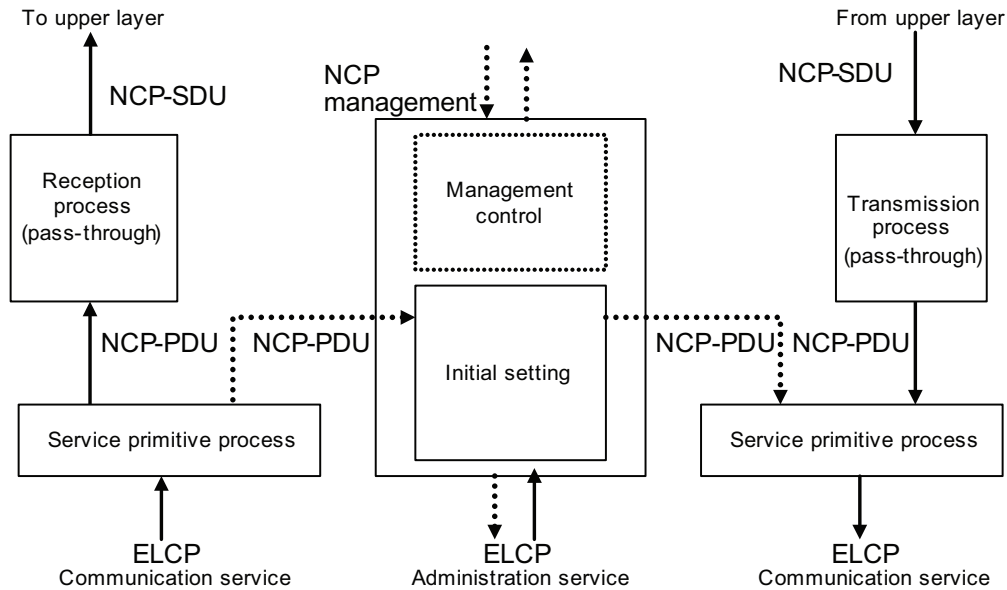 To upper layer
From upper layer
NCP-SDU
NCP
management
NCP-SDU
Reception
process
(pass-through)
Management
control
Transmission
process
(pass-through)
NCP-PDU
NCP-PDU
Initial setting
NCP-PDU
NCP-PDU
Service primitive process
Service primitive process
ELCP
Communication service
ELCP
Administration service
ELCP
Communication service